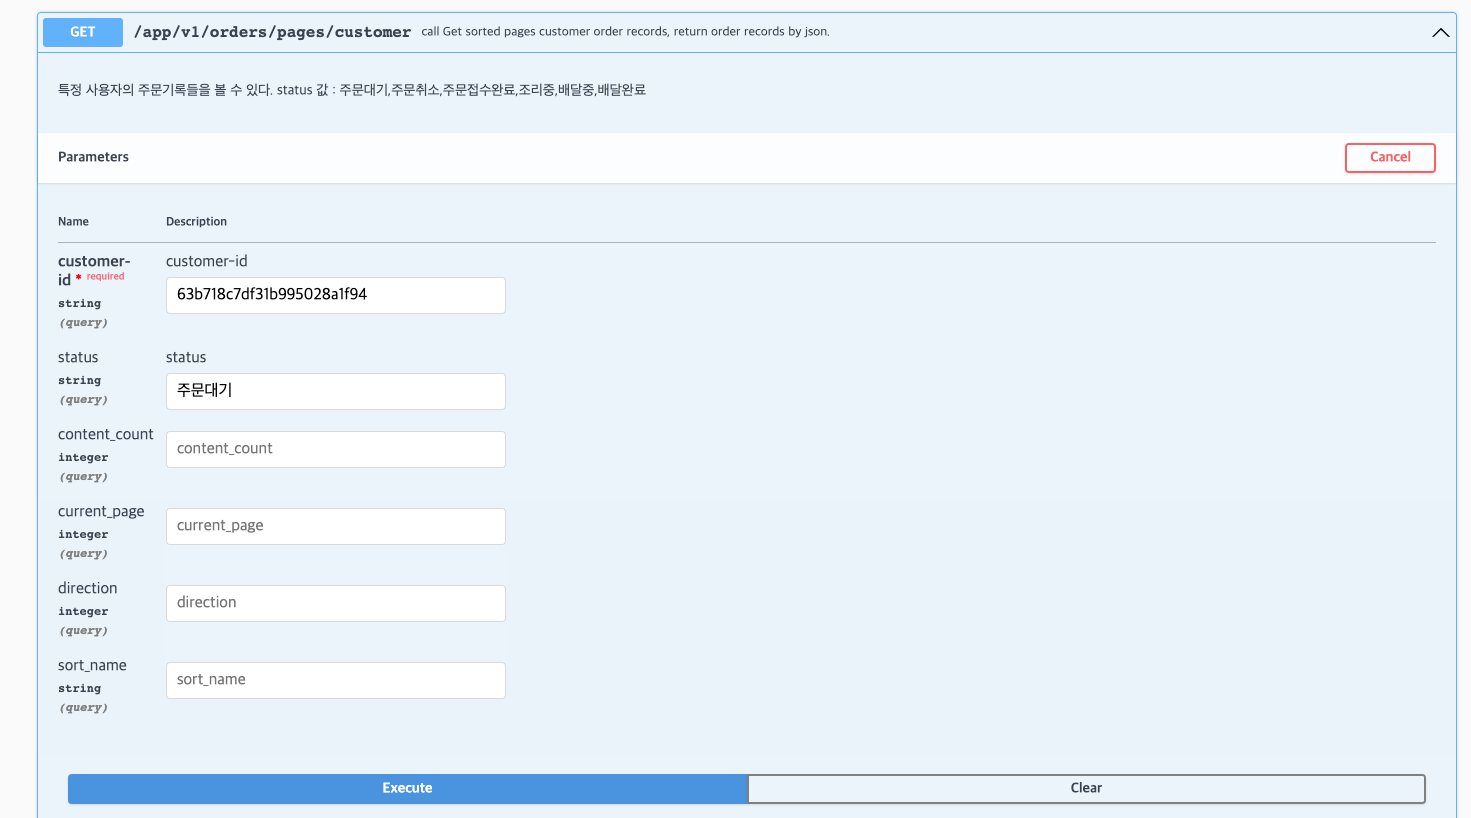 GET /app/v1/orders/pages/customer call Get sorted pages customer order records, return order records by json.
특정 사용자의 주문기록들을 볼 수 있다. status 값 : 주문대기,주문취소,주문접수완료,조리중,배달중,배달완료
Parameters
Cancel
Name Description
customer-
id * required
string
(query)
customer-id
63b718c7df31b995028a1f94
status
string
(query)
status
주문대기
content_count
integer
(query)
content_count
current_page
integer
(query)
current_page
direction
integer
(query)
direction
sort_name
string
(query)
sort_name
Execute Clear